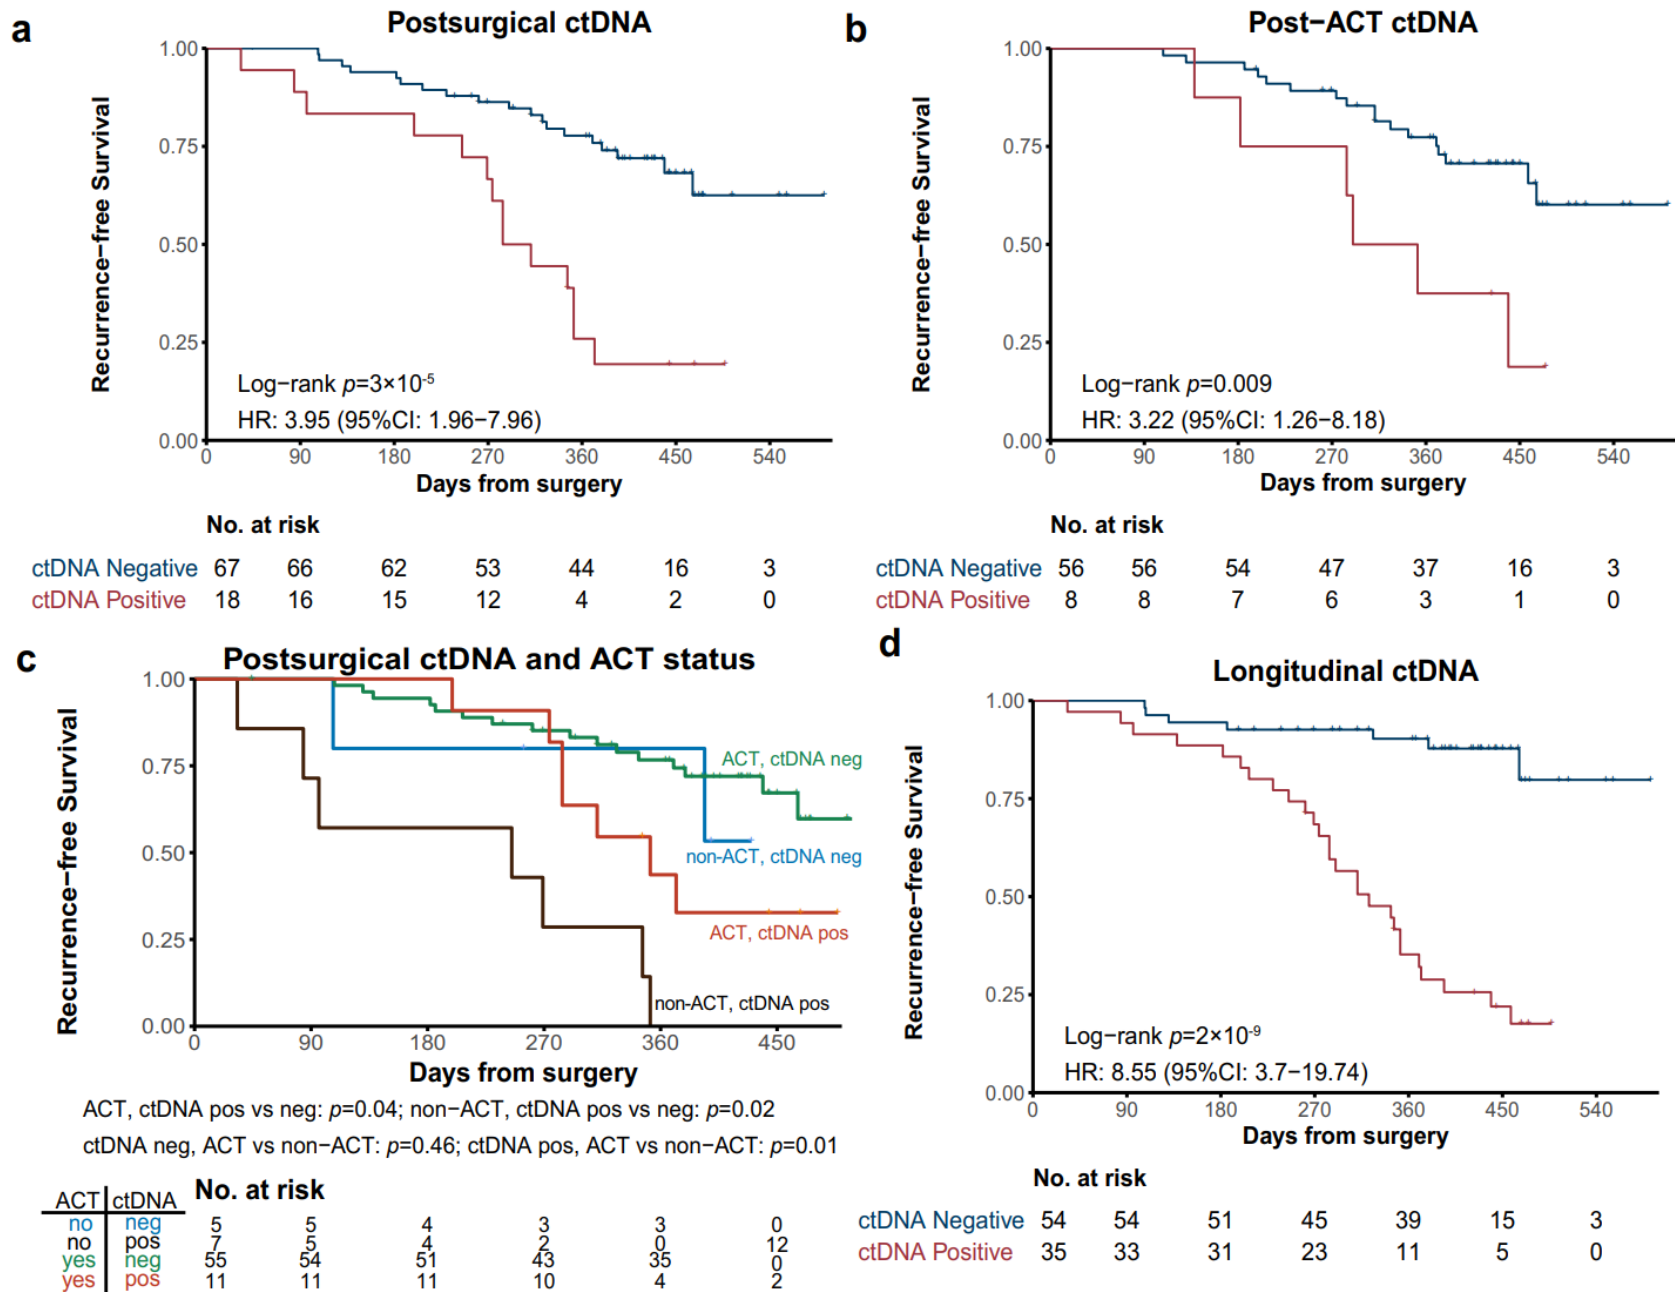 a
Postsurgical ctDNA
Recurrence−free Survival
1.00
0.75
0.50
0.25
0.00
Log−rank p=3×10-5
HR: 3.95 (95%CI: 1.96−7.96)
0 90 180 270 360 450 540
Days from surgery
No. at risk
ctDNA Negative 67 66 62 53 44 16 3
ctDNA Positive 18 16 15 12 4 2 0
b
Post−ACT ctDNA
Recurrence−free Survival
1.00
0.75
0.50
0.25
0.00
Log−rank p=0.009
HR: 3.22 (95%CI: 1.26−8.18)
0 90 180 270 360 450 540
Days from surgery
No. at risk
ctDNA Negative 56 56 54 47 37 16 3
ctDNA Positive 8 8 7 6 3 1 0
c
Postsurgical ctDNA and ACT status
Recurrence−free Survival
1.00
0.75
0.50
0.25
0.00
ACT, ctDNA neg
non-ACT, ctDNA neg
ACT, ctDNA pos
non-ACT, ctDNA pos
0 90 180 270 360 450
Days from surgery
ACT, ctDNA pos vs neg: p=0.04; non−ACT, ctDNA pos vs neg: p=0.02
ctDNA neg, ACT vs non−ACT: p=0.46; ctDNA pos, ACT vs non−ACT: p=0.01
ACT ctDNA No. at risk
no neg 5 5 4 3 3 0
no pos 7 5 4 2 0 12
yes neg 55 54 51 43 35 0
yes pos 11 11 11 10 4 2
d
Longitudinal ctDNA
Recurrence−free Survival
1.00
0.75
0.50
0.25
0.00
Log−rank p=2×10-9
HR: 8.55 (95%CI: 3.7−19.74)
0 90 180 270 360 450 540
Days from surgery
No. at risk
ctDNA Negative 54 54 51 45 39 15 3
ctDNA Positive 35 33 31 23 11 5 0